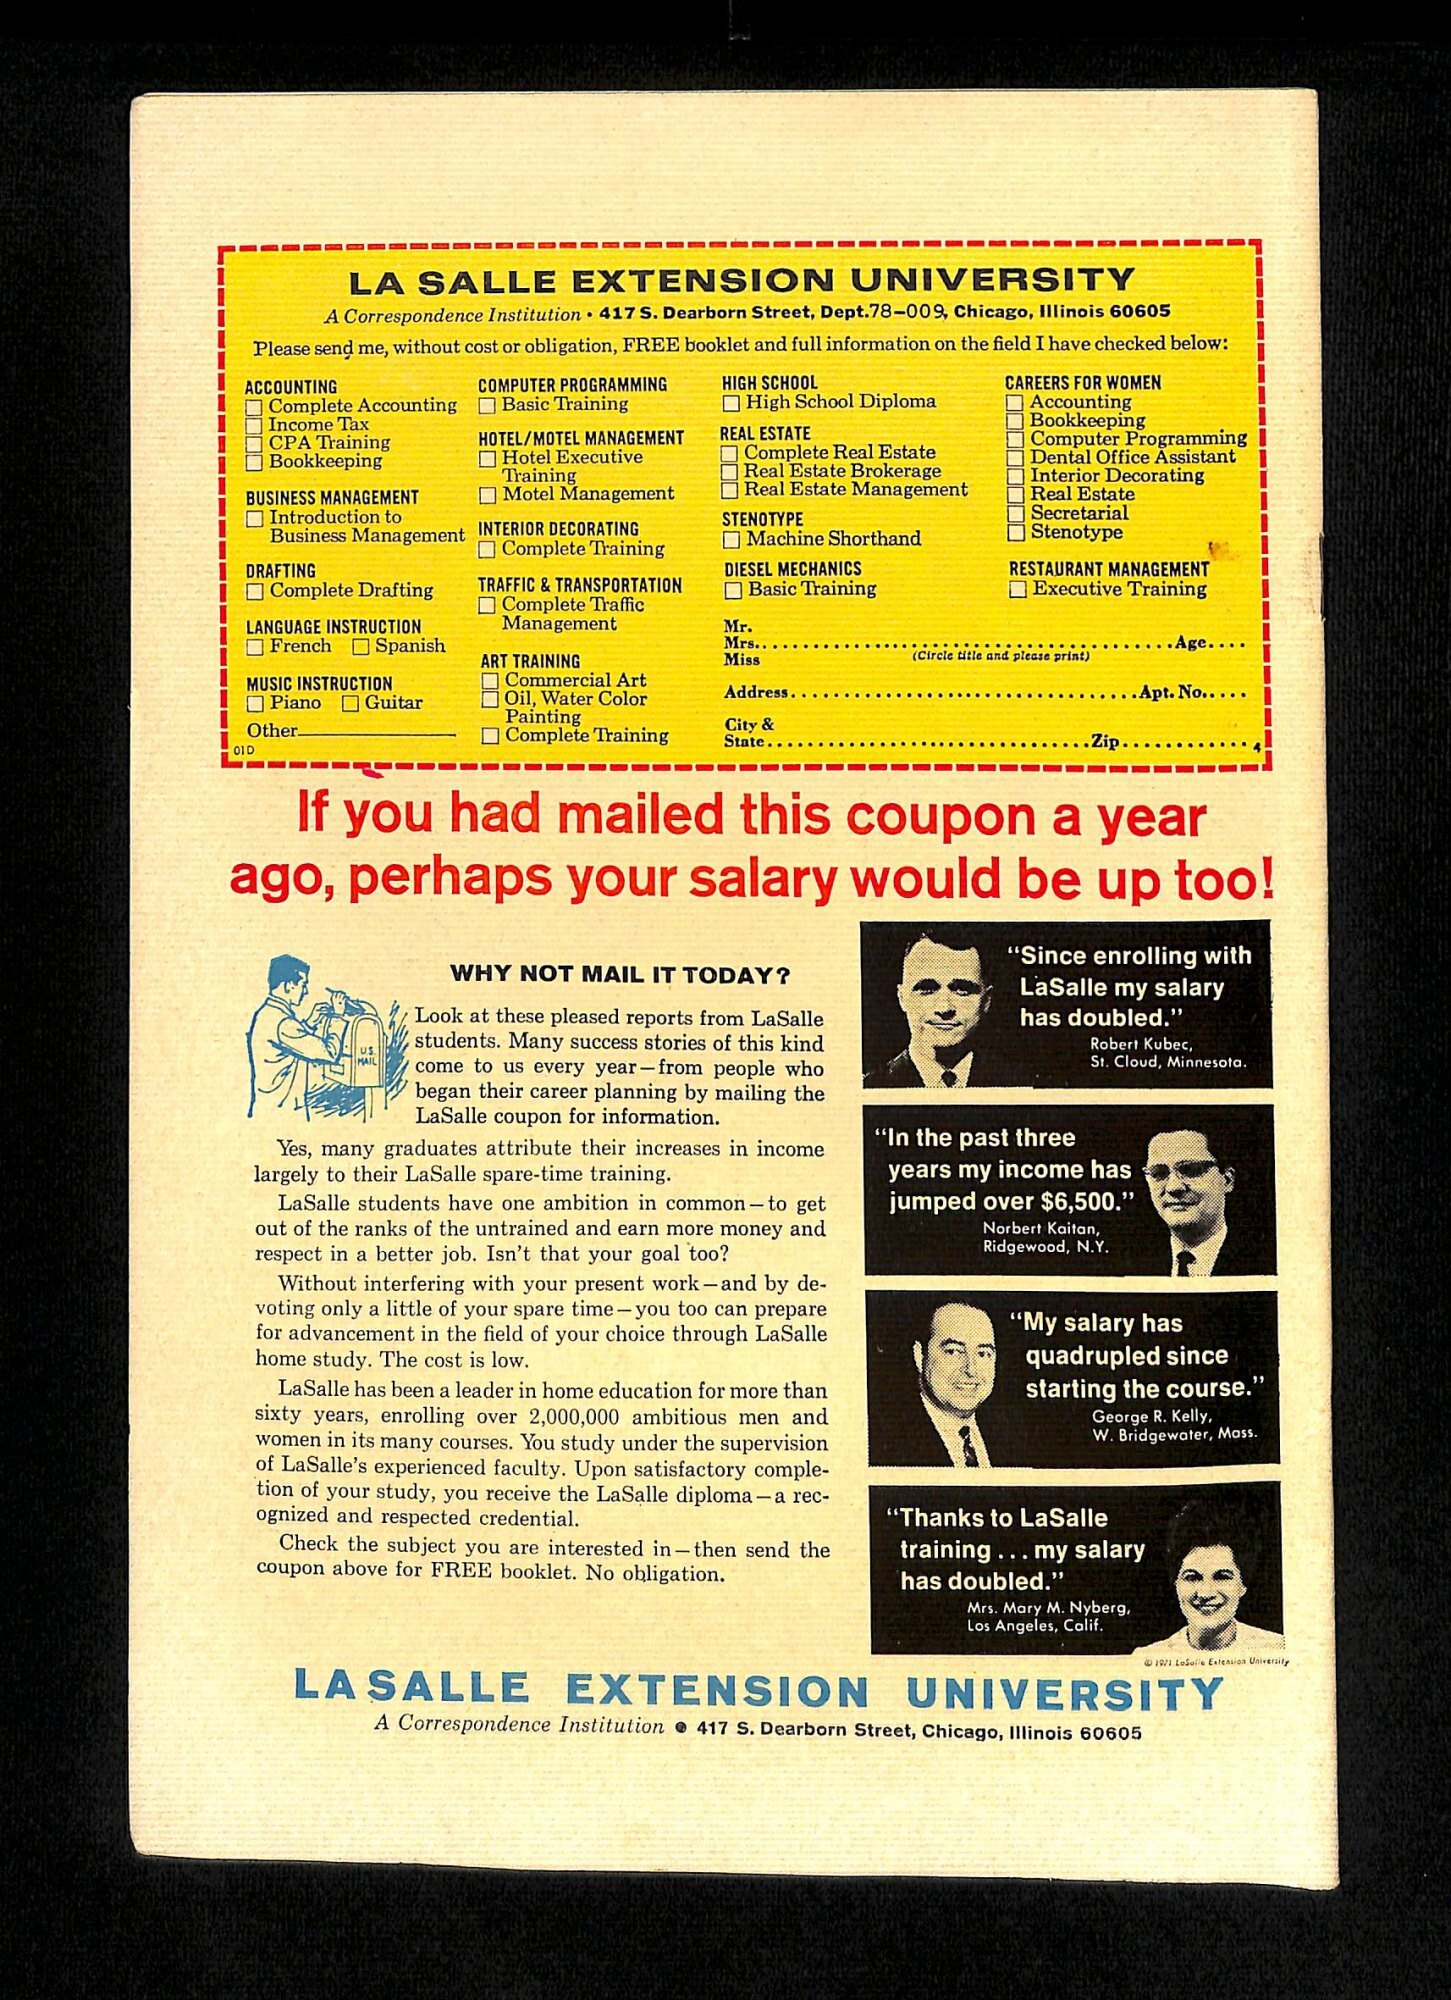 LA SALLE EXTENSION UNIVERSITY
A Correspondence Institution • 417 S. Dearborn Street, Dept.78-009, Chicago, Illinois 60605
Please send me, without cost or obligation, FREE booklet and full information on the field I have checked below:
ACCOUNTING
Complete Accounting
Income Tax
CPA Training
Bookkeeping
BUSINESS MANAGEMENT
Introduction to
Business Management
DRAFTING
Complete Drafting
LANGUAGE INSTRUCTION
French Spanish
MUSIC INSTRUCTION
Piano Guitar
Other
01D
COMPUTER PROGRAMMING
Basic Training
HOTEL/MOTEL MANAGEMENT
Hotel Executive
Training
Motel Management
INTERIOR DECORATING
Complete Training
TRAFFIC & TRANSPORTATION
Complete Traffic
Management
ART TRAINING
Commercial Art
Oil, Water Color
Painting
Complete Training
HIGH SCHOOL
High School Diploma
REAL ESTATE
Complete Real Estate
Real Estate Brokerage
Real Estate Management
STENOTYPE
Machine Shorthand
DIESEL MECHANICS
Basic Training
CAREERS FOR WOMEN
Accounting
Bookkeeping
Computer Programming
Dental Office Assistant
Interior Decorating
Real Estate
Secretarial
Stenotype
RESTAURANT MANAGEMENT
Executive Training
Mr.
Mrs. Age
Miss (Circle title and please print)
Address Apt. No.
City &
State Zip 4
If you had mailed this coupon a year
ago, perhaps your salary would be up too!
U.S.
MAIL
WHY NOT MAIL IT TODAY?
Look at these pleased reports from LaSalle
students. Many success stories of this kind
come to us every year—from people who
began their career planning by mailing the
LaSalle coupon for information.
Yes, many graduates attribute their increases in income
largely to their LaSalle spare-time training.
LaSalle students have one ambition in common—to get
out of the ranks of the untrained and earn more money and
respect in a better job. Isn't that your goal too?
Without interfering with your present work—and by de-
voting only a little of your spare time—you too can prepare
for advancement in the field of your choice through LaSalle
home study. The cost is low.
LaSalle has been a leader in home education for more than
sixty years, enrolling over 2,000,000 ambitious men and
women in its many courses. You study under the supervision
of LaSalle's experienced faculty. Upon satisfactory comple-
tion of your study, you receive the LaSalle diploma—a rec-
ognized and respected credential.
Check the subject you are interested in—then send the
coupon above for FREE booklet. No obligation.
"Since enrolling with
LaSalle my salary
has doubled."
Robert Kubec,
St. Cloud, Minnesota.
"In the past three
years my income has
jumped over $6,500."
Norbert Kaitan,
Ridgewood, N.Y.
"My salary has
quadrupled since
starting the course."
George R. Kelly,
W. Bridgewater, Mass.
"Thanks to LaSalle
training ... my salary
has doubled."
Mrs. Mary M. Nyberg,
Los Angeles, Calif.
© 1971 LaSalle Extension University
LASALLE EXTENSION UNIVERSITY
A Correspondence Institution • 417 S. Dearborn Street, Chicago, Illinois 60605